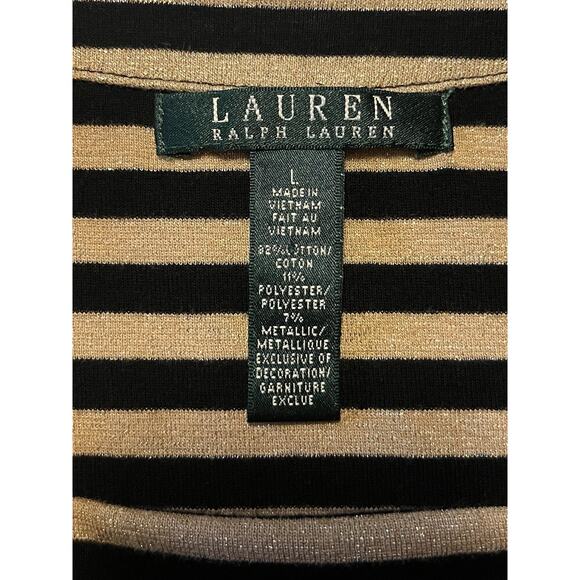 LAUREN
RALPH LAUREN
L
MADE IN
VIETNAM
FAIT AU
VIETNAM
82% COTTON/
COTON
11%
POLYESTER/
POLYESTER
7%
METALLIC/
METALLIQUE
EXCLUSIVE OF
DECORATION/
GARNITURE
EXCLUE